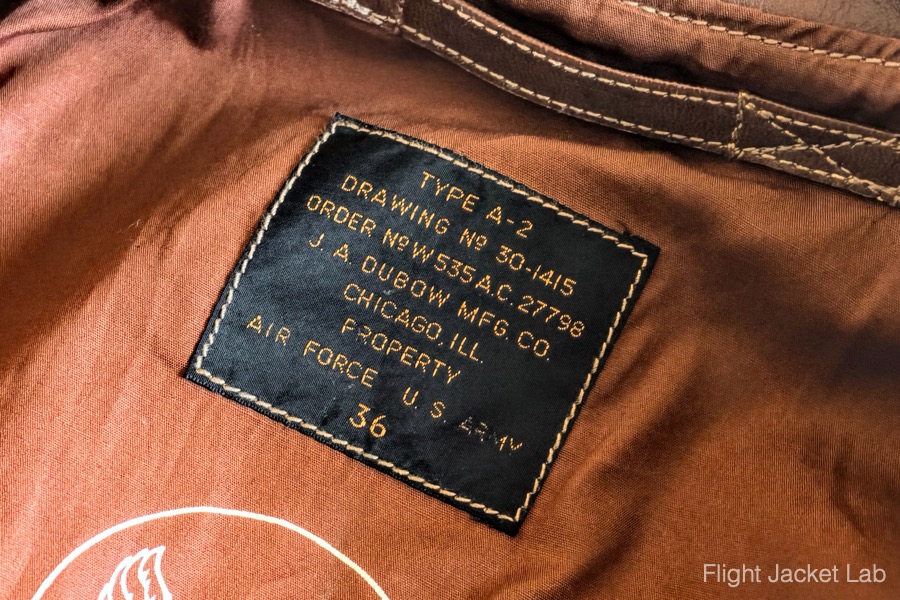 TYPE A-2
DRAWING Nº 30-1415
ORDER Nº W535A.C.27798
J. A. DUBOW MFG. CO.
CHICAGO, ILL.
PROPERTY
AIR FORCE U. S. ARMY
36
Flight Jacket Lab